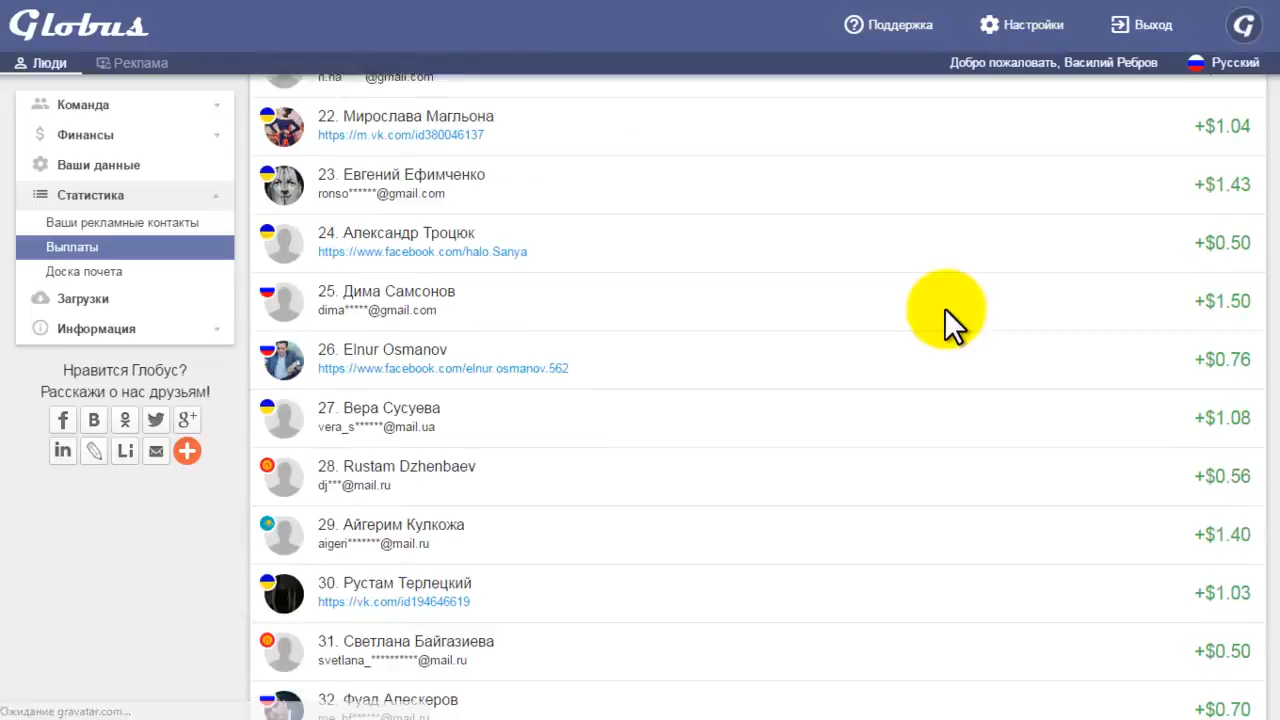 Globus
Поддержка
Настройки
Выход
G
Люди
Реклама
Добро пожаловать, Василий Ребров
Русский
Команда
Финансы
Ваши данные
Статистика
Ваши рекламные контакты
Выплаты
Доска почета
Загрузки
Информация
Нравится Глобус?
Расскажи о нас друзьям!
f B g+
in Li
22. Мирослава Магльона
https://m.vk.com/id380046137
+$1.04
23. Евгений Ефимченко
ronso******@gmail.com
+$1.43
24. Александр Троцюк
https://www.facebook.com/halo.Sanya
+$0.50
25. Дима Самсонов
dima*****@gmail.com
+$1.50
26. Elnur Osmanov
https://www.facebook.com/elnur.osmanov.562
+$0.76
27. Вера Сусуева
vera_s******@mail.ua
+$1.08
28. Rustam Dzhenbaev
dj***@mail.ru
+$0.56
29. Айгерим Кулкожа
aigeri*******@mail.ru
+$1.40
30. Рустам Терлецкий
https://vk.com/id194646619
+$1.03
31. Светлана Байгазиева
svetlana_**********@mail.ru
+$0.50
32. Фуад Алескеров
+$0.70
Ожидание gravatar.com...